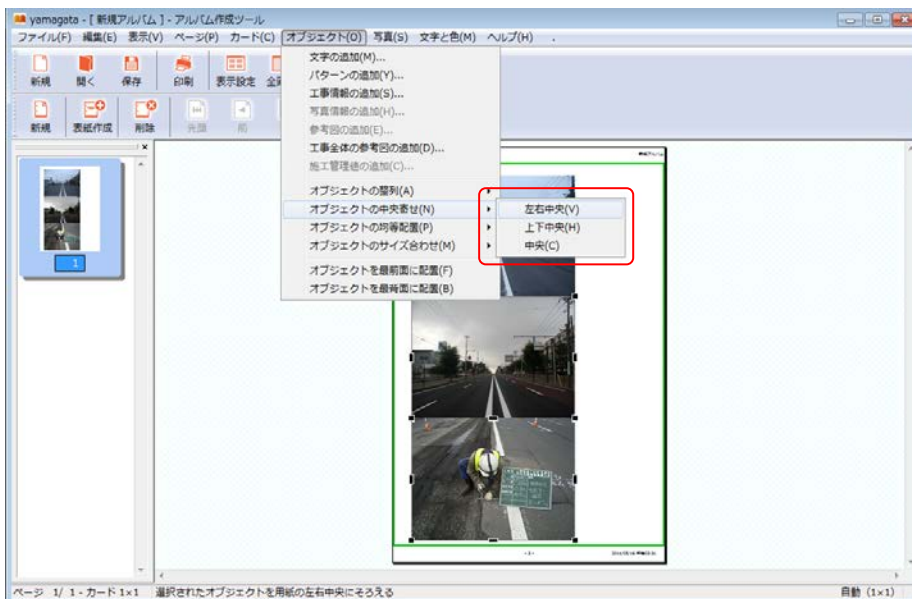 yamagata - [ 新規アルバム ] - アルバム作成ツール
ファイル(F) 編集(E) 表示(V) ページ(P) カード(C) オブジェクト(O) 写真(S) 文字と色(M) ヘルプ(H)
新規 開く 保存 印刷 表示設定
新規 表紙作成 削除 先頭 前
文字の追加(M)...
パターンの追加(Y)...
工事情報の追加(S)...
写真情報の追加(H)...
参考図の追加(E)...
工事全体の参考図の追加(D)...
施工管理値の追加(C)...
オブジェクトの整列(A)
オブジェクトの中央寄せ(N)
オブジェクトの均等配置(P)
オブジェクトのサイズ合わせ(M)
オブジェクトを最前面に配置(F)
オブジェクトを最背面に配置(B)
左右中央(V)
上下中央(H)
中央(C)
新規アルバム
1
- 1 -
ページ 1/ 1 - カード 1×1 選択されたオブジェクトを用紙の左右中央にそろえる
自動 (1×1)